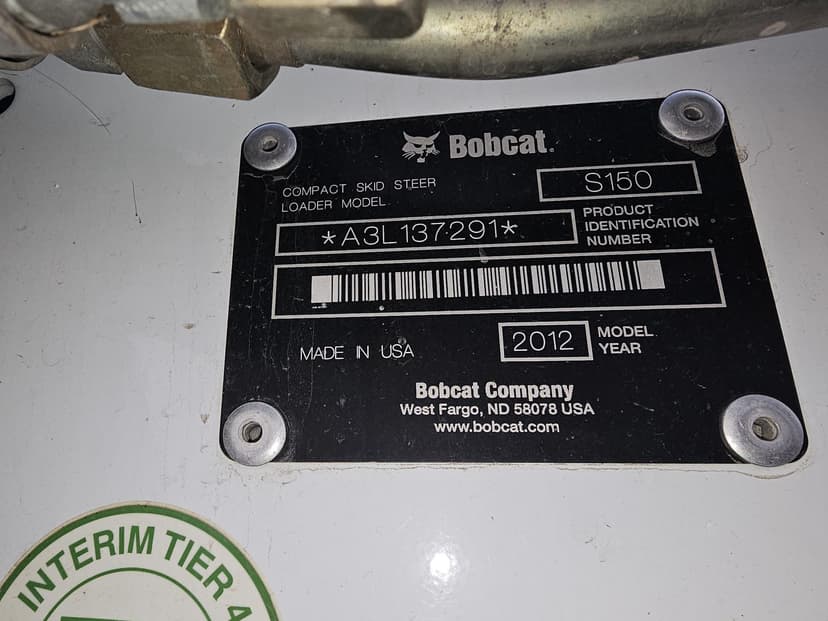 Bobcat.
COMPACT SKID STEER
LOADER MODEL
S150
*A3L137291*
PRODUCT
IDENTIFICATION
NUMBER
MADE IN USA
2012
MODEL
YEAR
Bobcat Company
West Fargo, ND 58078 USA
www.bobcat.com
INTERIM TIER 4